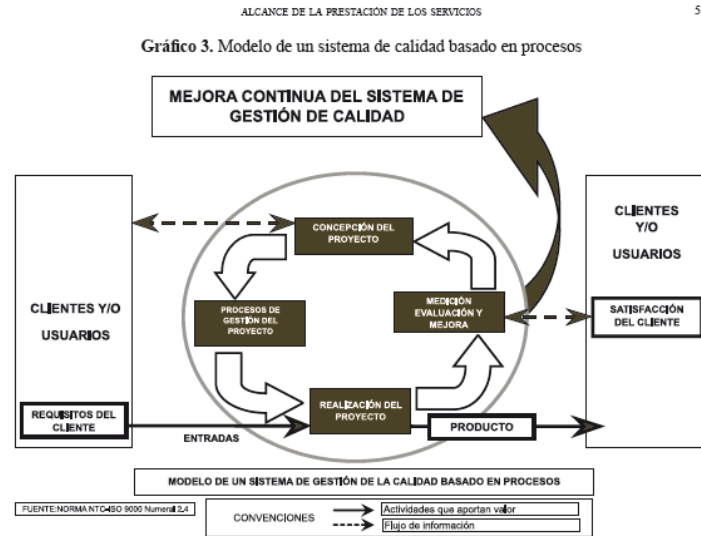 ALCANCE DE LA PRESTACIÓN DE LOS SERVICIOS
5
Gráfico 3. Modelo de un sistema de calidad basado en procesos
MEJORA CONTINUA DEL SISTEMA DE
GESTIÓN DE CALIDAD
CLIENTES Y/O
USUARIOS
REQUISITOS DEL
CLIENTE
ENTRADAS
CONCEPCIÓN DEL
PROYECTO
PROCESOS DE
GESTIÓN DEL
PROYECTO
REALIZACIÓN DEL
PROYECTO
MEDICIÓN
EVALUACIÓN Y
MEJORA
PRODUCTO
CLIENTES
Y/O
USUARIOS
SATISFACCIÓN
DEL CLIENTE
MODELO DE UN SISTEMA DE GESTIÓN DE LA CALIDAD BASADO EN PROCESOS
FUENTE:NORMA NTC-ISO 9000 Numeral 2,4
CONVENCIONES
Actividades que aportan valor
Flujo de información